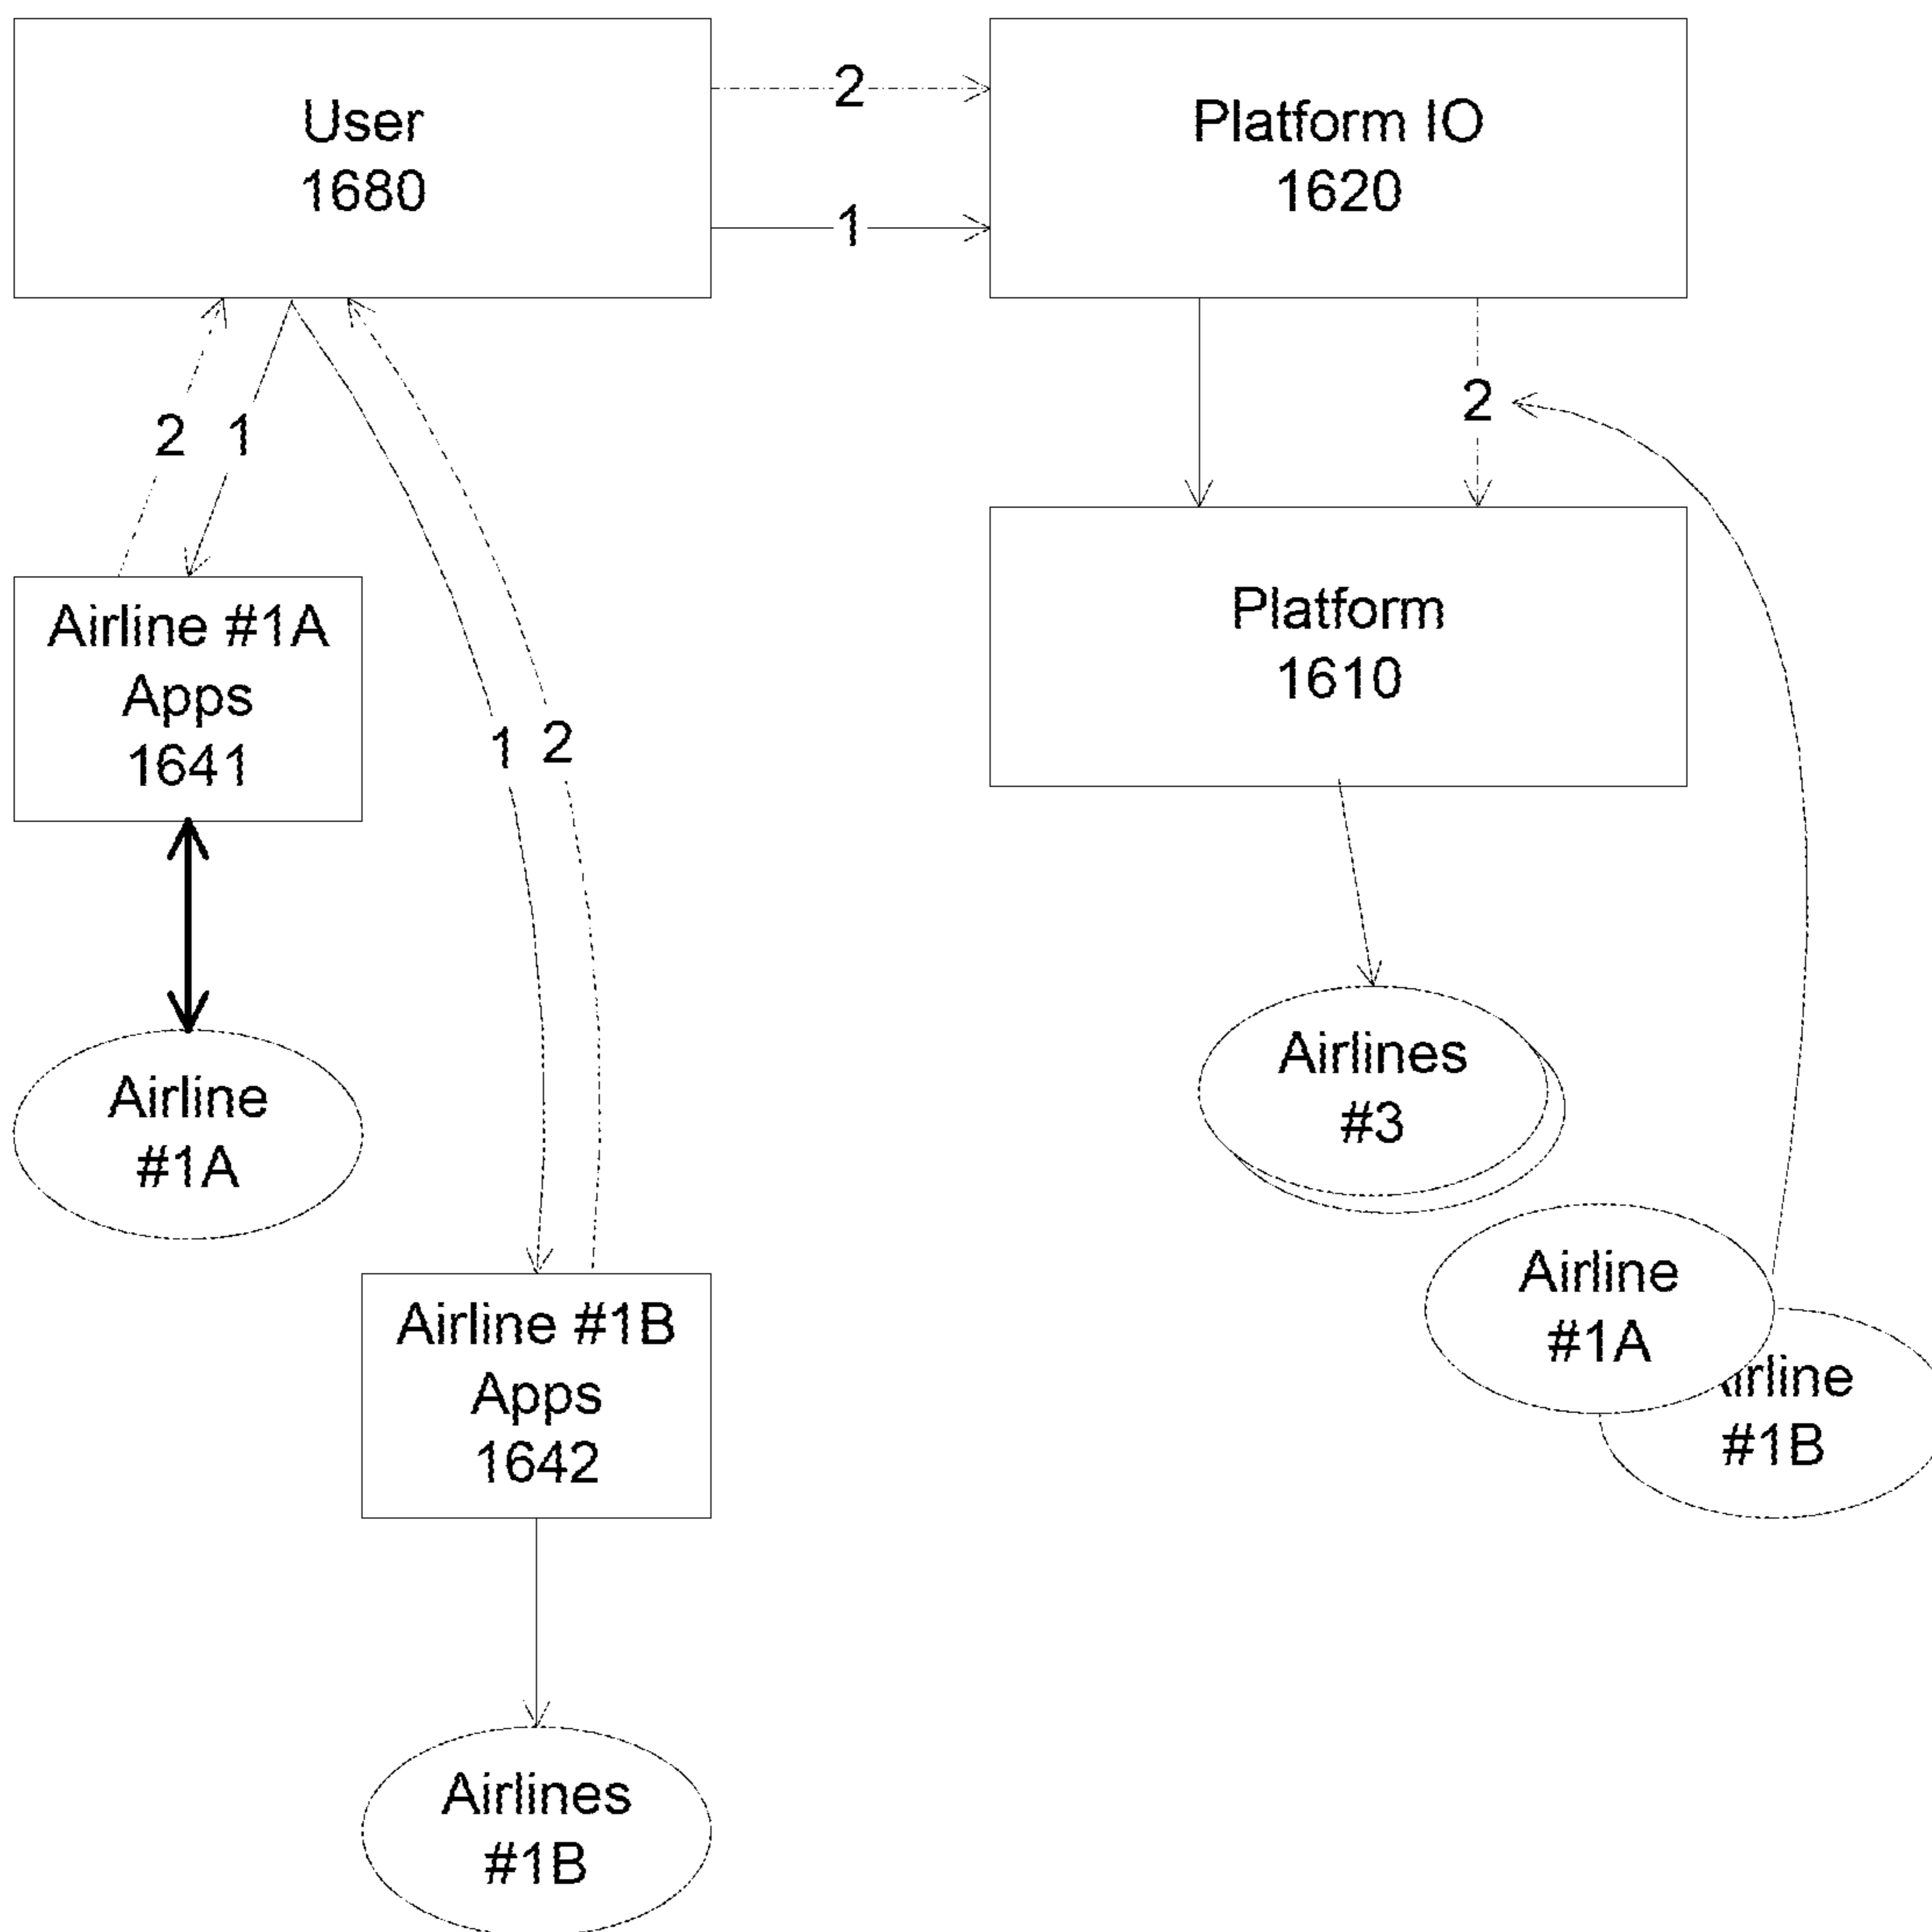 User
1680
2
1
Platform IO
1620
2
1
2
Airline #1A
Apps
1641
1
2
Platform
1610
Airline
#1A
Airlines
#3
Airline
#1A
#1B
Airline #1B
Apps
1642
Airlines
#1B